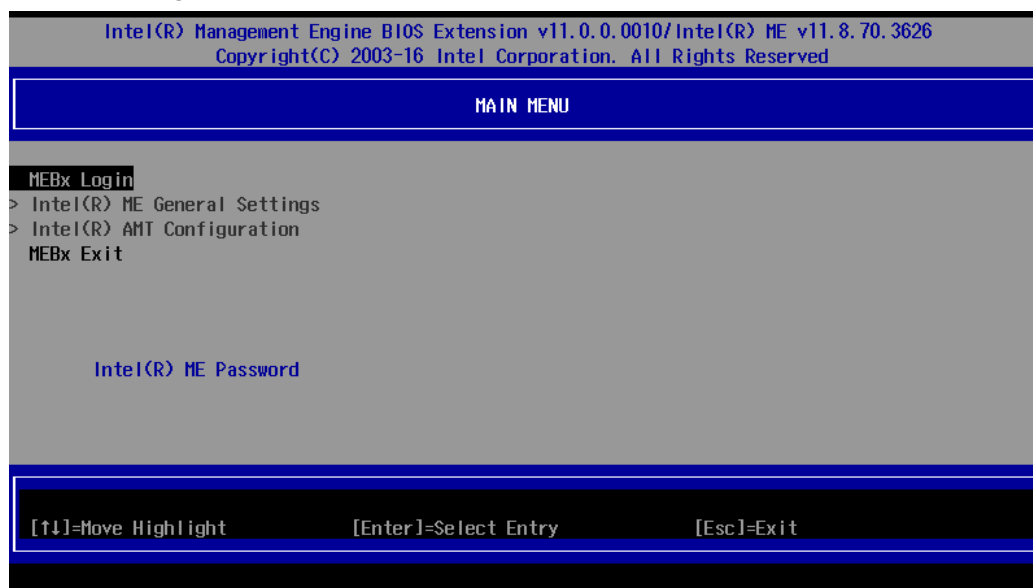 Intel(R) Management Engine BIOS Extension v11.0.0.0010/Intel(R) ME v11.8.70.3626
Copyright(C) 2003-16 Intel Corporation. All Rights Reserved
MAIN MENU
MEBx Login
> Intel(R) ME General Settings
> Intel(R) AMT Configuration
MEBx Exit
Intel(R) ME Password
[↑↓]=Move Highlight [Enter]=Select Entry [Esc]=Exit